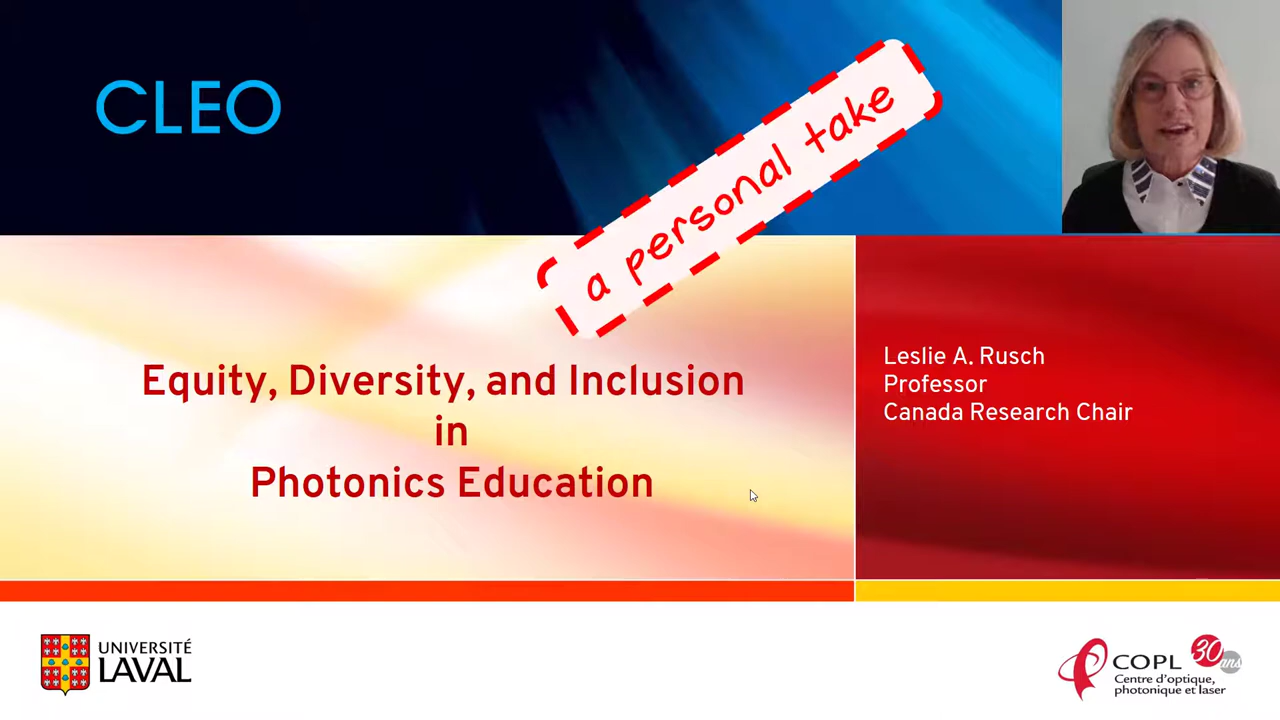 CLEO
a personal take
Equity, Diversity, and Inclusion
in
Photonics Education
Leslie A. Rusch
Professor
Canada Research Chair
UNIVERSITÉ
LAVAL
COPL 30 ans
Centre d'optique,
photonique et laser